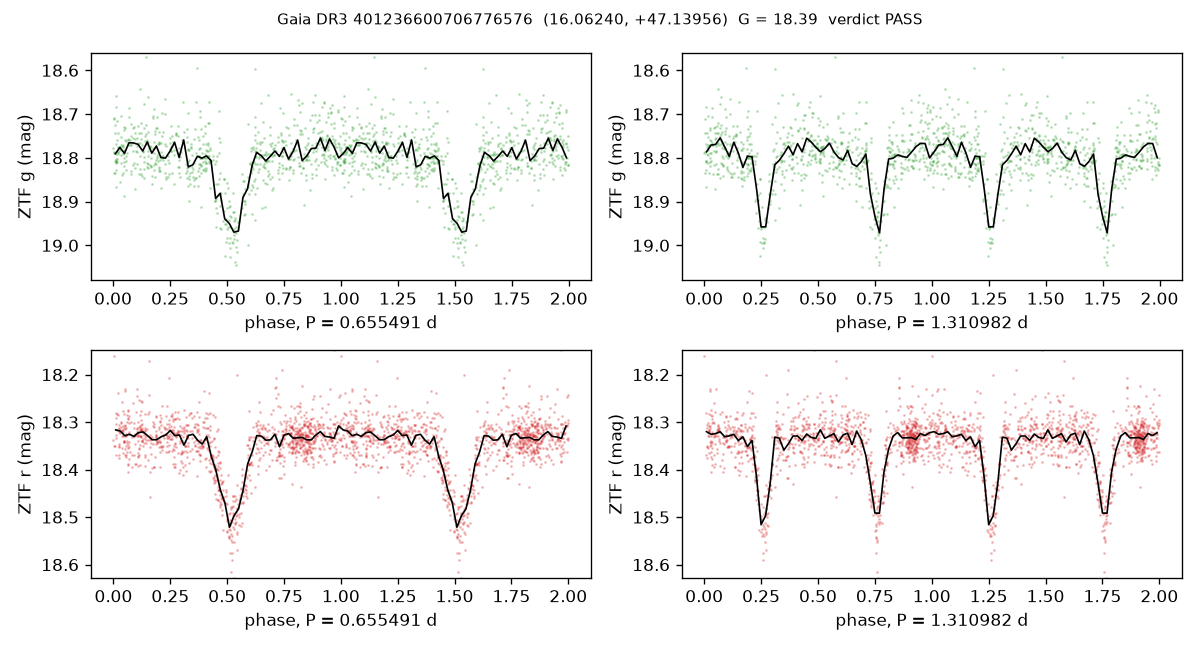 Gaia DR3 401236600706776576  (16.06240, +47.13956)  G = 18.39  verdict PASS
ZTF g (mag)
18.6
18.7
18.8
18.9
19.0
0.00 0.25 0.50 0.75 1.00 1.25 1.50 1.75 2.00
phase, P = 0.655491 d
ZTF g (mag)
18.6
18.7
18.8
18.9
19.0
0.00 0.25 0.50 0.75 1.00 1.25 1.50 1.75 2.00
phase, P = 1.310982 d
ZTF r (mag)
18.2
18.3
18.4
18.5
18.6
0.00 0.25 0.50 0.75 1.00 1.25 1.50 1.75 2.00
phase, P = 0.655491 d
ZTF r (mag)
18.2
18.3
18.4
18.5
18.6
0.00 0.25 0.50 0.75 1.00 1.25 1.50 1.75 2.00
phase, P = 1.310982 d